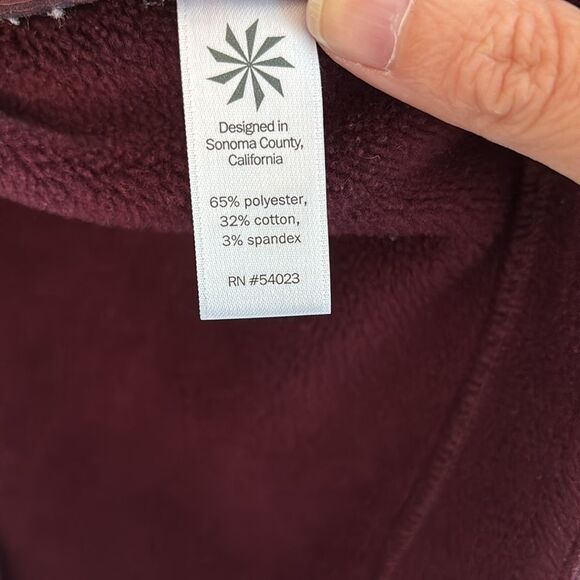 Designed in
Sonoma County,
California
65% polyester,
32% cotton,
3% spandex
RN #54023